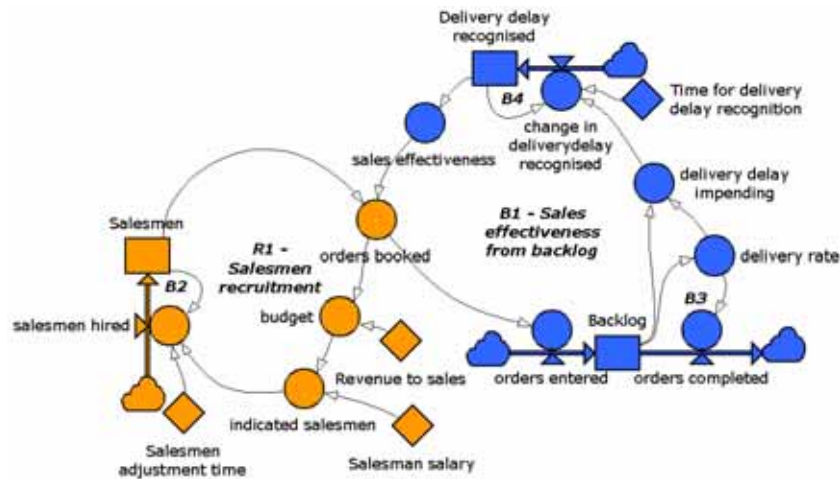 Delivery delay
recognised
B4
Time for delivery
delay recognition
change in
deliverydelay
recognised
sales effectiveness
delivery delay
impending
Salesmen
R1 -
Salesmen
recruitment
orders booked
B1 - Sales
effectiveness
from backlog
delivery rate
B2
B3
salesmen hired
budget
Backlog
Revenue to sales
orders entered
orders completed
indicated salesmen
Salesmen
adjustment time
Salesman salary